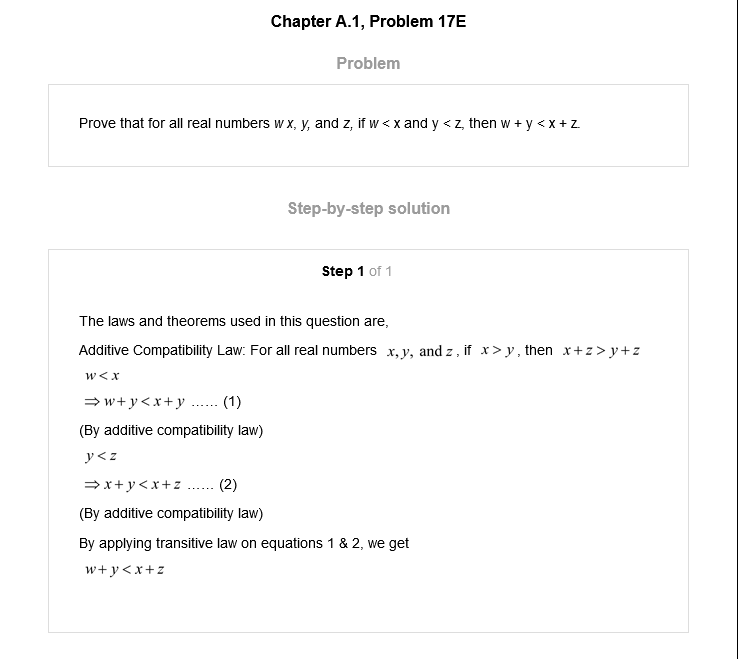 Chapter A.1, Problem 17E
Problem
Prove that for all real numbers w x, y, and z, if w < x and y < z, then w + y < x + z.
Step-by-step solution
Step 1 of 1
The laws and theorems used in this question are,
Additive Compatibility Law: For all real numbers x, y, and z , if x > y , then x + z > y + z
w < x
⇒ w + y < x + y ...... (1)
(By additive compatibility law)
y < z
⇒ x + y < x + z ...... (2)
(By additive compatibility law)
By applying transitive law on equations 1 & 2, we get
w + y < x + z